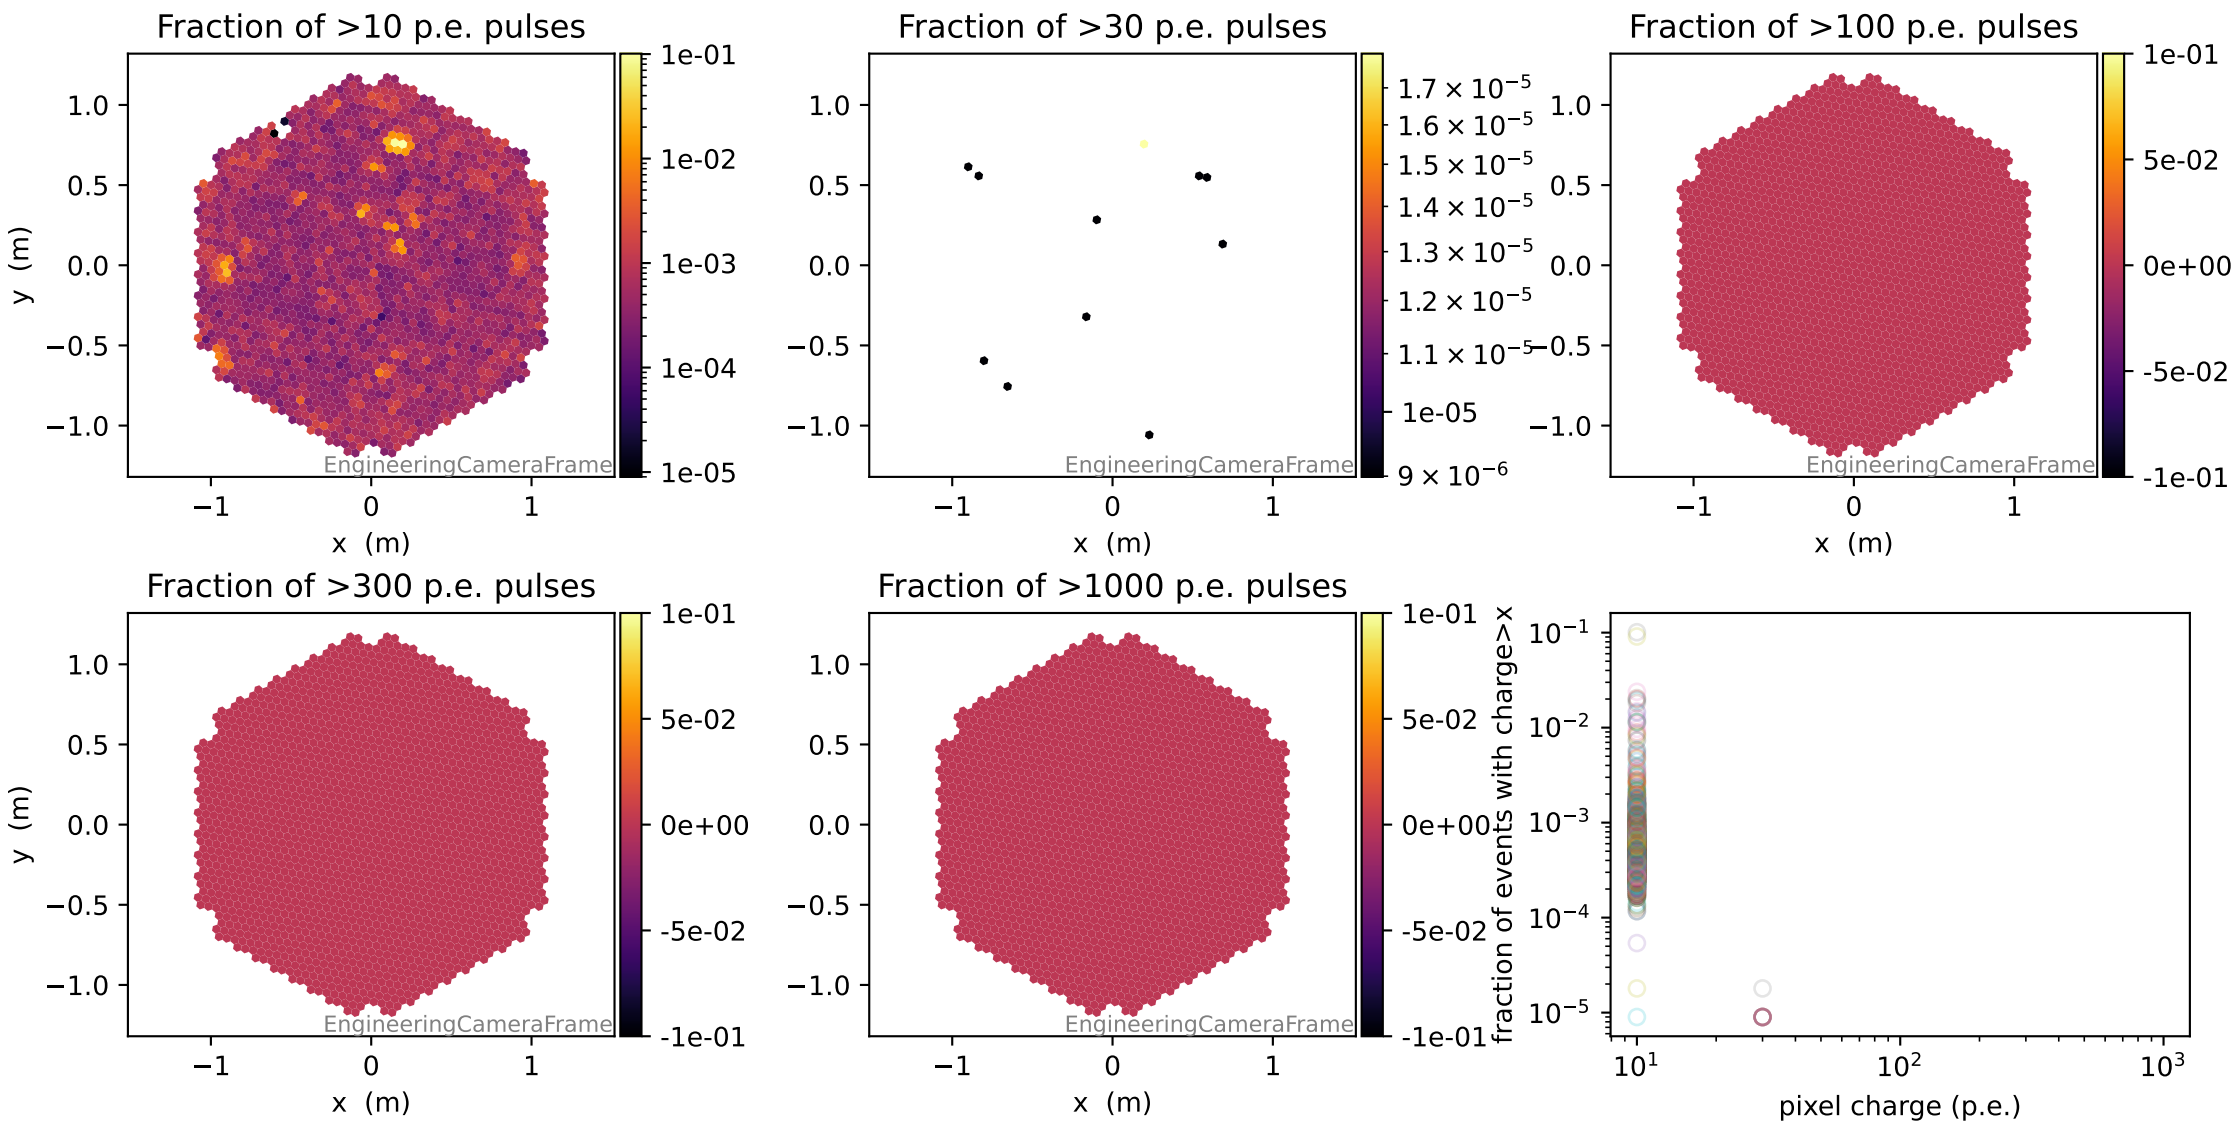 Fraction of >10 p.e. pulses
1.0
0.5
0.0
−0.5
−1.0
y (m)
−1 0 1
x (m)
EngineeringCameraFrame
1e-01
1e-02
1e-03
1e-04
1e-05
Fraction of >30 p.e. pulses
1.0
0.5
0.0
−0.5
−1.0
−1 0 1
x (m)
EngineeringCameraFrame
1.7×10⁻⁵
1.6×10⁻⁵
1.5×10⁻⁵
1.4×10⁻⁵
1.3×10⁻⁵
1.2×10⁻⁵
1.1×10⁻⁵
1e-05
9×10⁻⁶
Fraction of >100 p.e. pulses
1.0
0.5
0.0
−0.5
−1.0
−1 0 1
x (m)
EngineeringCameraFrame
1e-01
5e-02
0e+00
-5e-02
-1e-01
Fraction of >300 p.e. pulses
1.0
0.5
0.0
−0.5
−1.0
y (m)
−1 0 1
x (m)
EngineeringCameraFrame
1e-01
5e-02
0e+00
-5e-02
-1e-01
Fraction of >1000 p.e. pulses
1.0
0.5
0.0
−0.5
−1.0
−1 0 1
x (m)
EngineeringCameraFrame
1e-01
5e-02
0e+00
-5e-02
-1e-01
fraction of events with charge>x
10⁻¹
10⁻²
10⁻³
10⁻⁴
10⁻⁵
10¹ 10² 10³
pixel charge (p.e.)